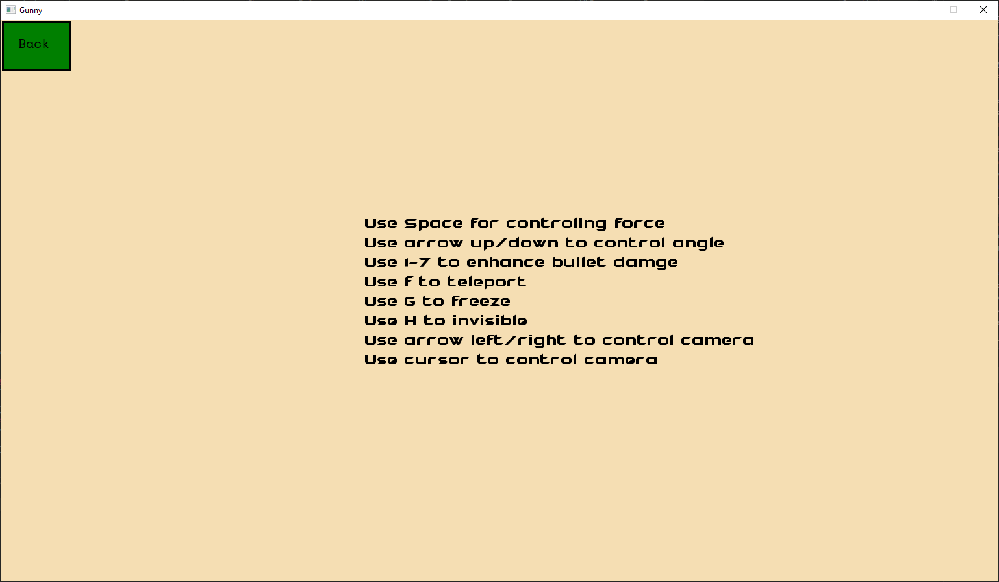 Gunny
Back
Use Space for controling force
Use arrow up/down to control angle
Use 1-7 to enhance bullet damge
Use F to teleport
Use G to freeze
Use H to invisible
Use arrow left/right to control camera
Use cursor to control camera